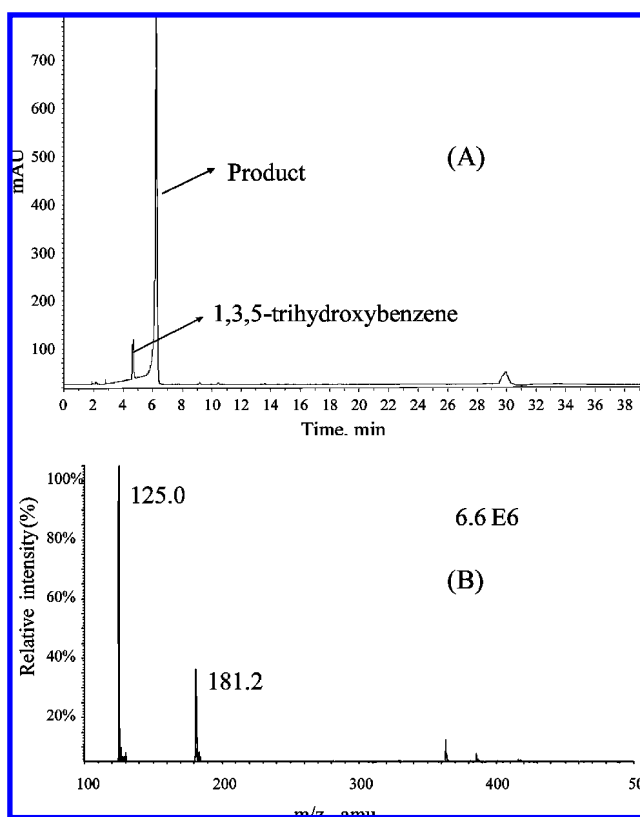 700
600
500
400
300
200
100
mAU
(A)
Product
1,3,5-trihydroxybenzene
0 2 4 6 8 10 12 14 16 18 20 22 24 26 28 30 32 34 36 38
Time, min
100%
80%
60%
40%
20%
Relative intensity (%)
125.0
6.6 E6
(B)
181.2
100 200 300 400 50
m/z, amu